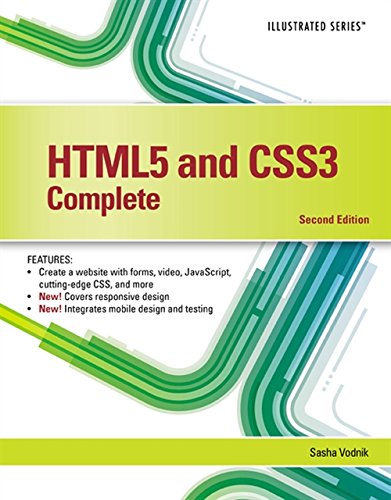 ILLUSTRATED SERIES™
HTML5 and CSS3
Complete
Second Edition
FEATURES:
• Create a website with forms, video, JavaScript,
cutting-edge CSS, and more
• New! Covers responsive design
• New! Integrates mobile design and testing
Sasha Vodnik